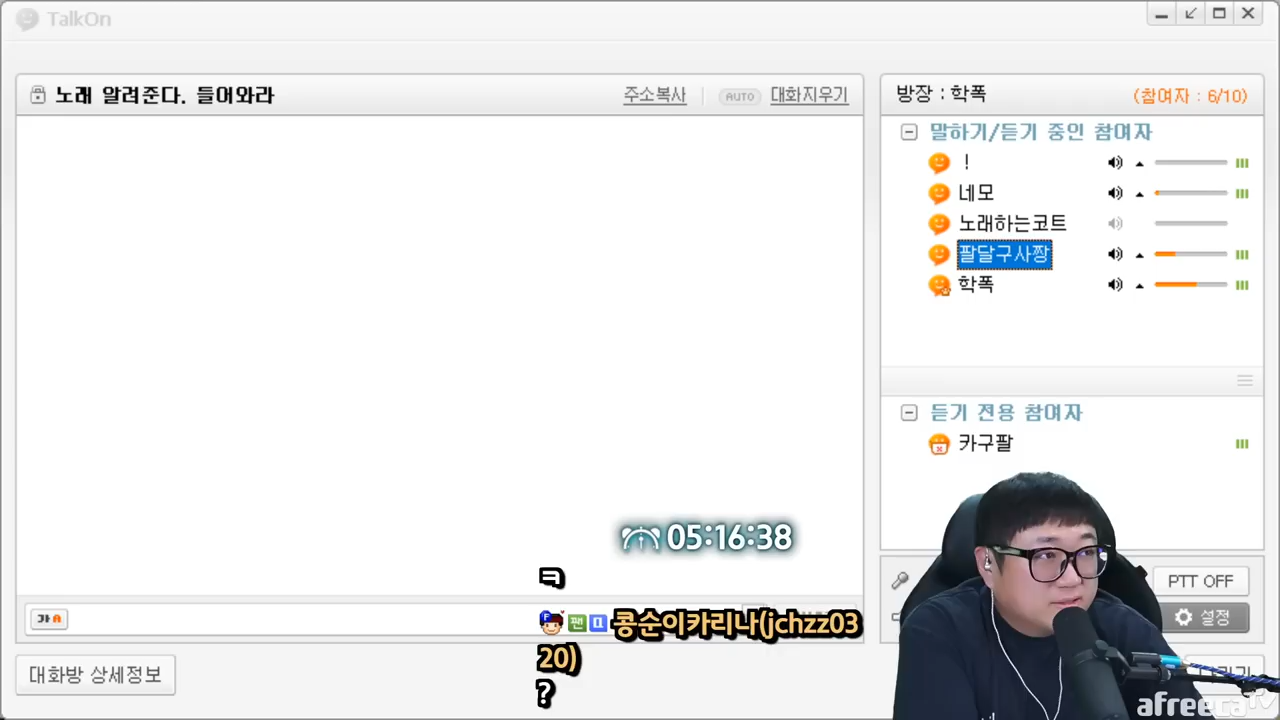 TalkOn
노래 알려준다. 들어와라
주소복사
AUTO 대화지우기
방장 : 학폭
(참여자 : 6/10)
말하기/듣기 중인 참여자
!
네모
노래하는코트
팔달구사짱
학폭
듣기 전용 참여자
카구팔
05:16:38
ㅋ
가
F 팬 콩순이카리나(jchzz03
20)
?
PTT OFF
설정
대화방 상세정보
afreecaTV